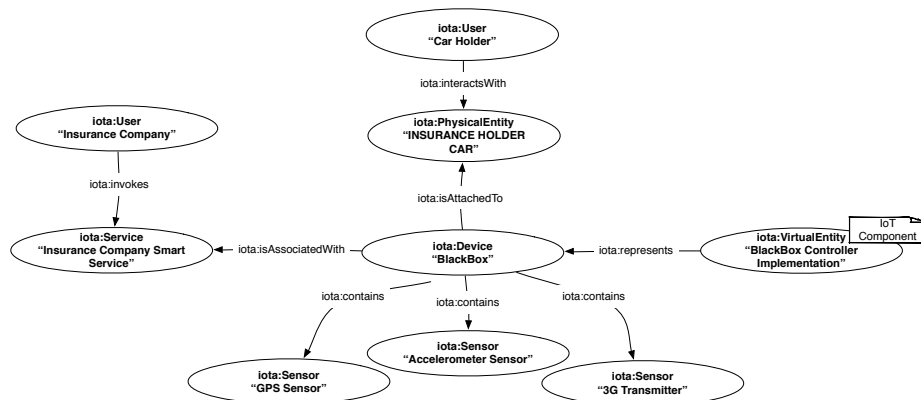 iota:User
“Car Holder”
iota:interactsWith
iota:User
“Insurance Company”
iota:PhysicalEntity
“INSURANCE HOLDER
CAR”
iota:invokes
iota:isAttachedTo
iota:Service
“Insurance Company Smart
Service”
iota:isAssociatedWith
iota:Device
“BlackBox”
iota:represents
iota:VirtualEntity
“BlackBox Controller
Implementation”
IoT
Component
iota:contains
iota:contains
iota:contains
iota:Sensor
“GPS Sensor”
iota:Sensor
“Accelerometer Sensor”
iota:Sensor
“3G Transmitter”